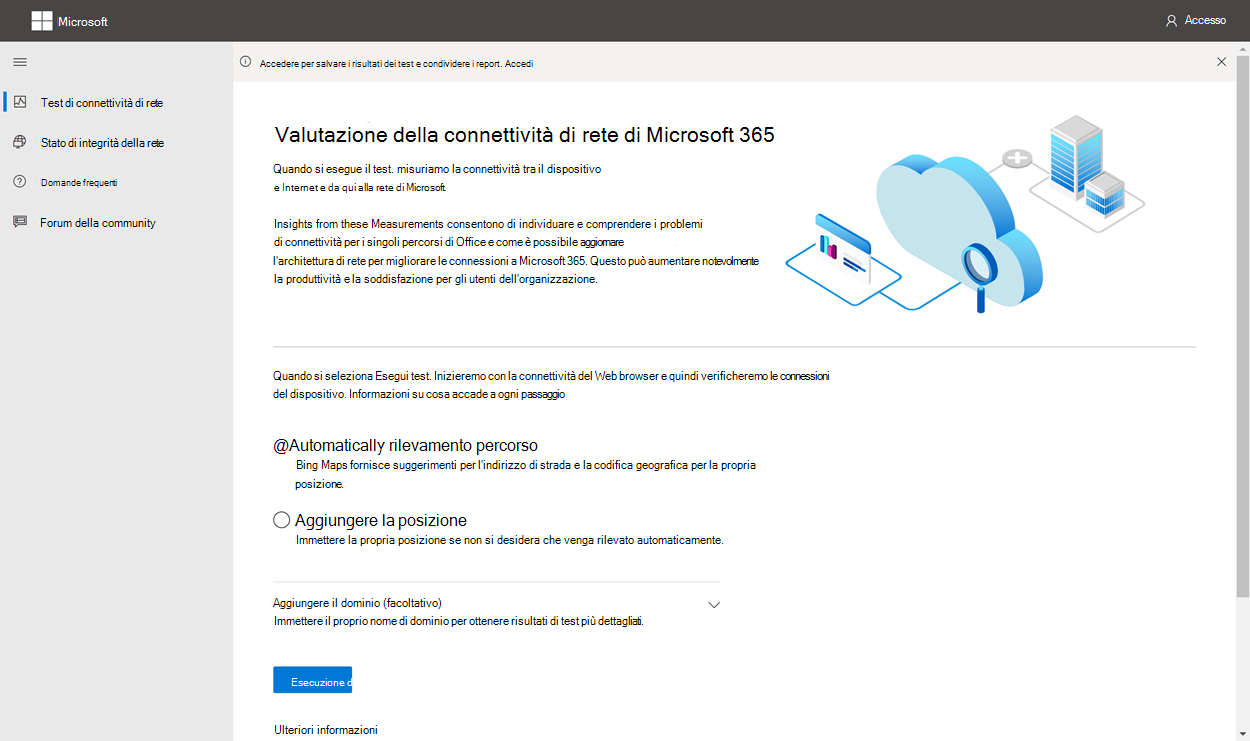 Microsoft
Accesso
Accedere per salvare i risultati dei test e condividere i report. Accedi
Test di connettività di rete
Stato di integrità della rete
Domande frequenti
Forum della community
Valutazione della connettività di rete di Microsoft 365
Quando si esegue il test. misuriamo la connettività tra il dispositivo
e Internet e da qui alla rete di Microsoft.
Insights from these Measurements consentono di individuare e comprendere i problemi
di connettività per i singoli percorsi di Office e come è possibile aggiornare
l'architettura di rete per migliorare le connessioni a Microsoft 365. Questo può aumentare notevolmente
la produttività e la soddisfazione per gli utenti dell'organizzazione.
Quando si seleziona Esegui test. Inizieremo con la connettività del Web browser e quindi verificheremo le connessioni
del dispositivo. Informazioni su cosa accade a ogni passaggio
@Automatically rilevamento percorso
Bing Maps fornisce suggerimenti per l'indirizzo di strada e la codifica geografica per la propria
posizione.
Aggiungere la posizione
Immettere la propria posizione se non si desidera che venga rilevato automaticamente.
Aggiungere il dominio (facoltativo)
Immettere il proprio nome di dominio per ottenere risultati di test più dettagliati.
Esecuzione d
Ulteriori informazioni